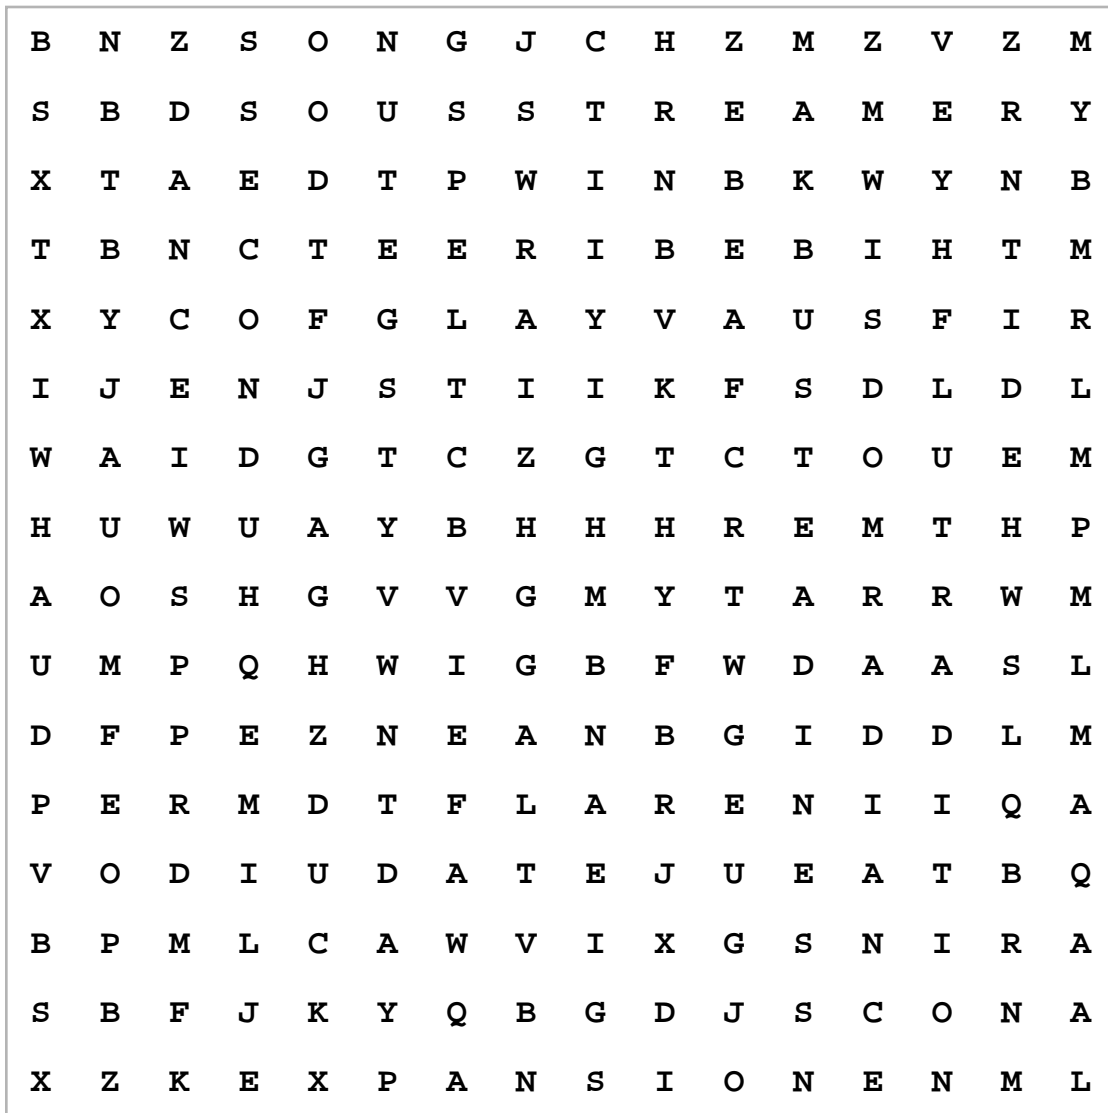 B N Z S O N G J C H Z M Z V Z M
S B D S O U S S T R E A M E R Y
X T A E D T P W I N B K W Y N B
T B N C T E E R I B E B I H T M
X Y C O F G L A Y V A U S F I R
I J E N J S T I I K F S D L D L
W A I D G T C Z G T C T O U E M
H U W U A Y B H H H R E M T H P
A O S H G V V G M Y T A R R W M
U M P Q H W I G B F W D A A S L
D F P E Z N E A N B G I D D L M
P E R M D T F L A R E N I I Q A
V O D I U D A T E J U E A T B Q
B P M L C A W V I X G S N I R A
S B F J K Y Q B G D J S C O N A
X Z K E X P A N S I O N E N M L